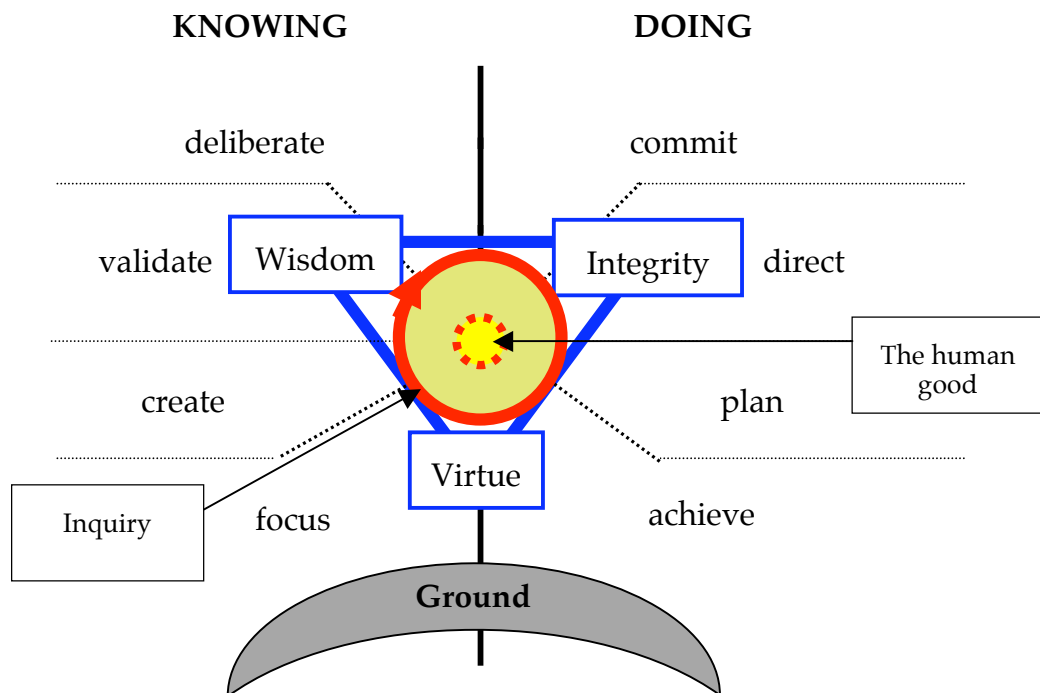 KNOWING DOING
deliberate commit
validate Wisdom Integrity direct
The human
good
create plan
Virtue
Inquiry focus achieve
Ground